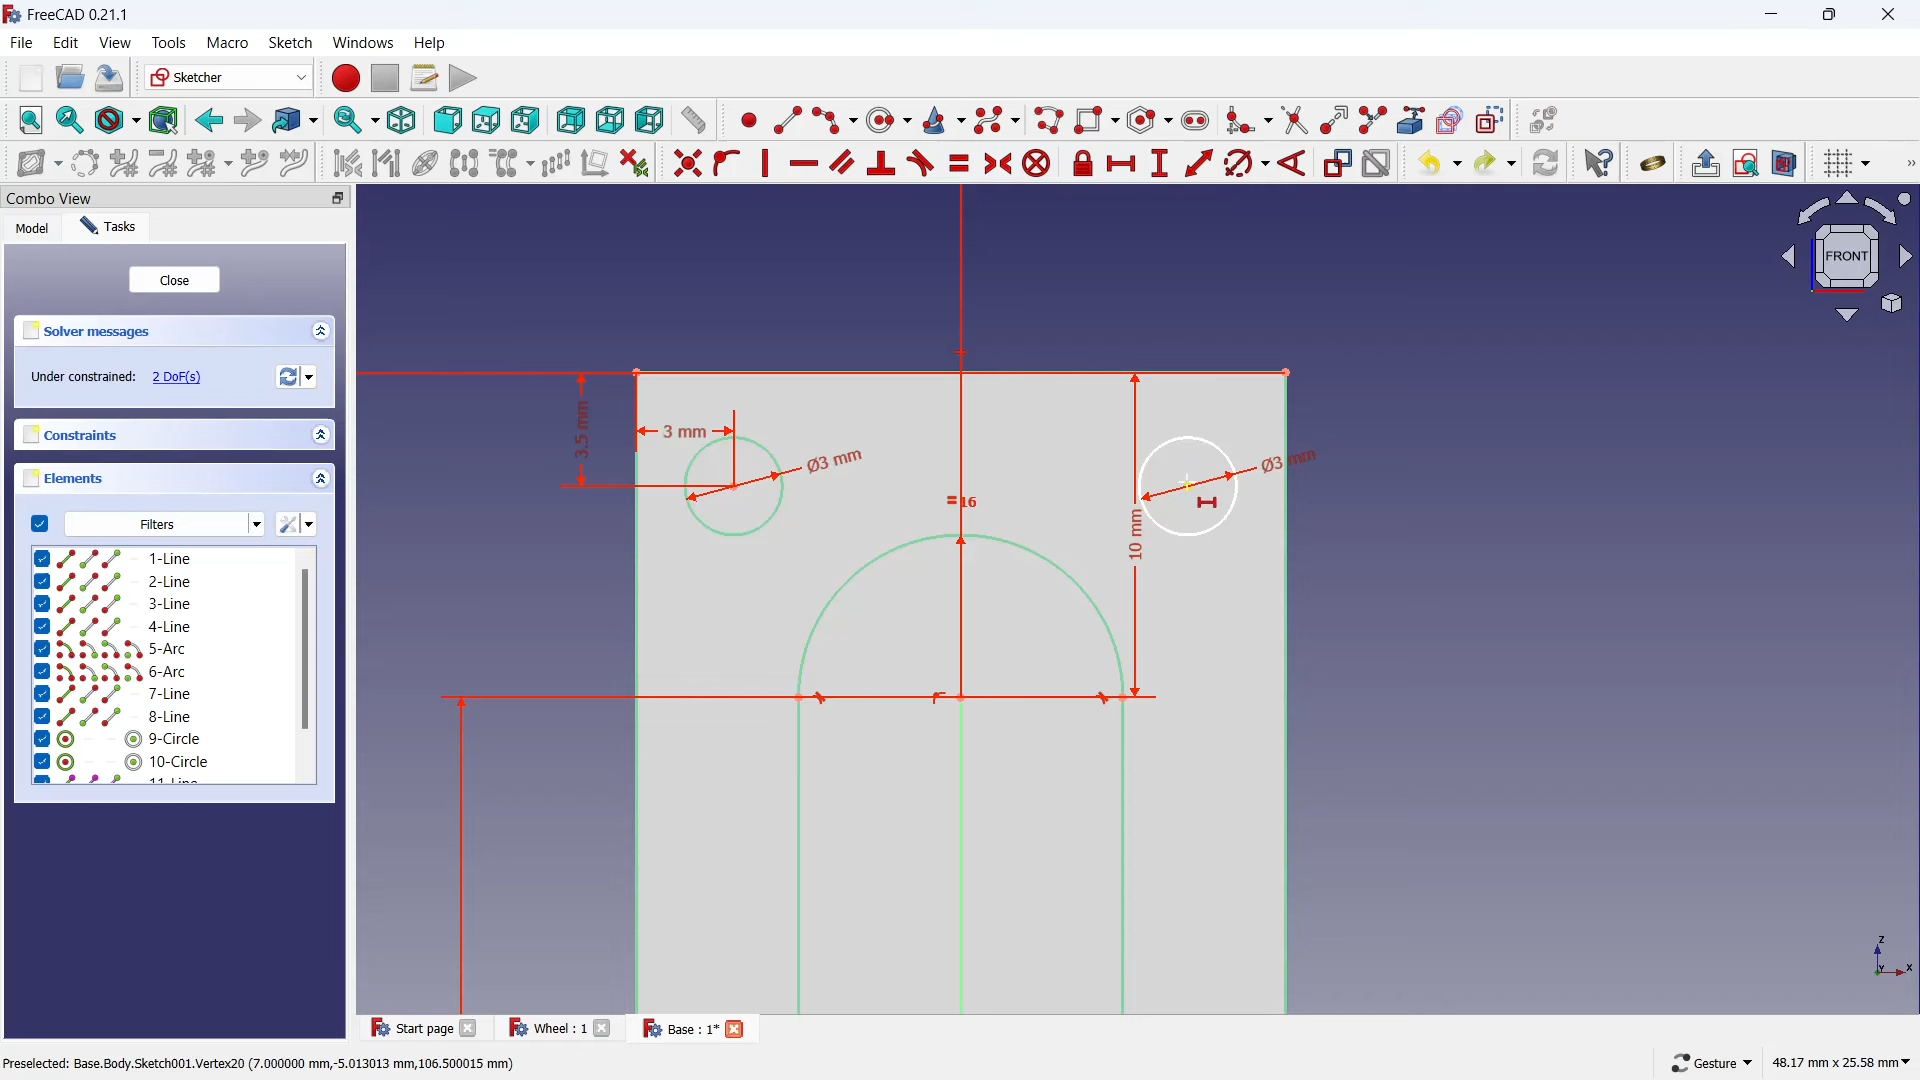 FreeCAD 0.21.1
File Edit View Tools Macro Sketch Windows Help
Sketcher
Combo View
Model Tasks
Close
Solver messages
Under constrained: 2 DoF(s)
Constraints
Elements
Filters
1-Line
2-Line
3-Line
4-Line
5-Arc
6-Arc
7-Line
8-Line
9-Circle
10-Circle
11-Line
FRONT
3.5 mm
3 mm
Ø3 mm
Ø3 mm
=16
10 mm
Z
Y
X
Start page Wheel : 1 Base : 1*
Preselected: Base.Body.Sketch001.Vertex20 (7.000000 mm,-5.013013 mm,106.500015 mm)
Gesture 48.17 mm x 25.58 mm